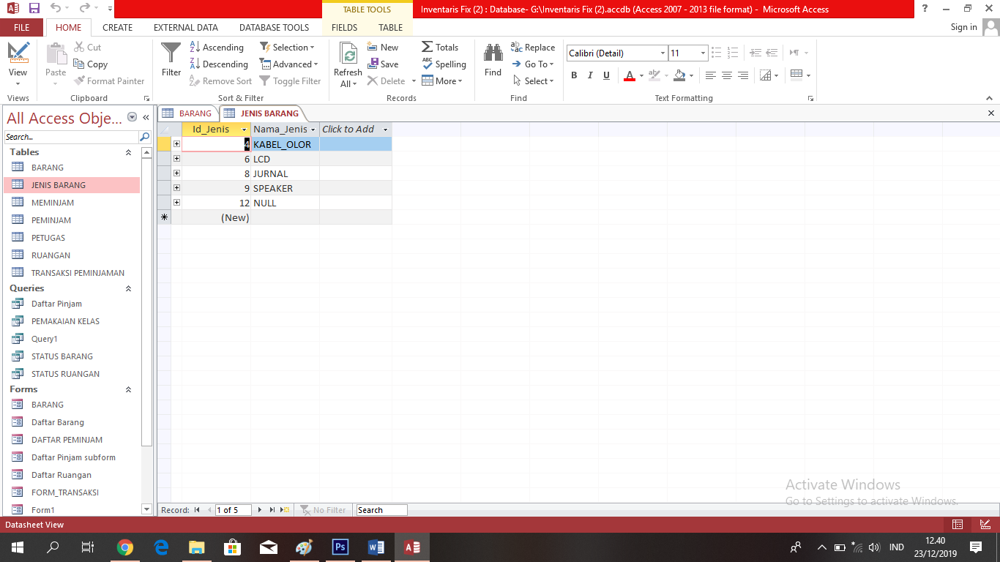 TABLE TOOLS
Inventaris Fix (2) : Database- G:\Inventaris Fix (2).accdb (Access 2007 - 2013 file format) - Microsoft Access
FILE HOME CREATE EXTERNAL DATA DATABASE TOOLS FIELDS TABLE Sign in
View
Views
Paste
Cut
Copy
Format Painter
Clipboard
Filter
Ascending
Descending
Remove Sort
Selection
Advanced
Toggle Filter
Sort & Filter
Refresh
All
New
Save
Delete
Totals
Spelling
More
Records
Find
Replace
Go To
Select
Find
Calibri (Detail) 11
B I U A
Text Formatting
All Access Obje...
Search...
Tables
BARANG
JENIS BARANG
MEMINJAM
PEMINJAM
PETUGAS
RUANGAN
TRANSAKSI PEMINJAMAN
Queries
Daftar Pinjam
PEMAKAIAN KELAS
Query1
STATUS BARANG
STATUS RUANGAN
Forms
BARANG
Daftar Barang
DAFTAR PEMINJAM
Daftar Pinjam subform
Daftar Ruangan
FORM_TRANSAKSI
Form1
BARANG JENIS BARANG
Id_Jenis Nama_Jenis Click to Add
4 KABEL_OLOR
6 LCD
8 JURNAL
9 SPEAKER
12 NULL
(New)
Activate Windows
Go to Settings to activate Windows.
Record: 1 of 5 No Filter Search
Datasheet View
IND
12.40
23/12/2019